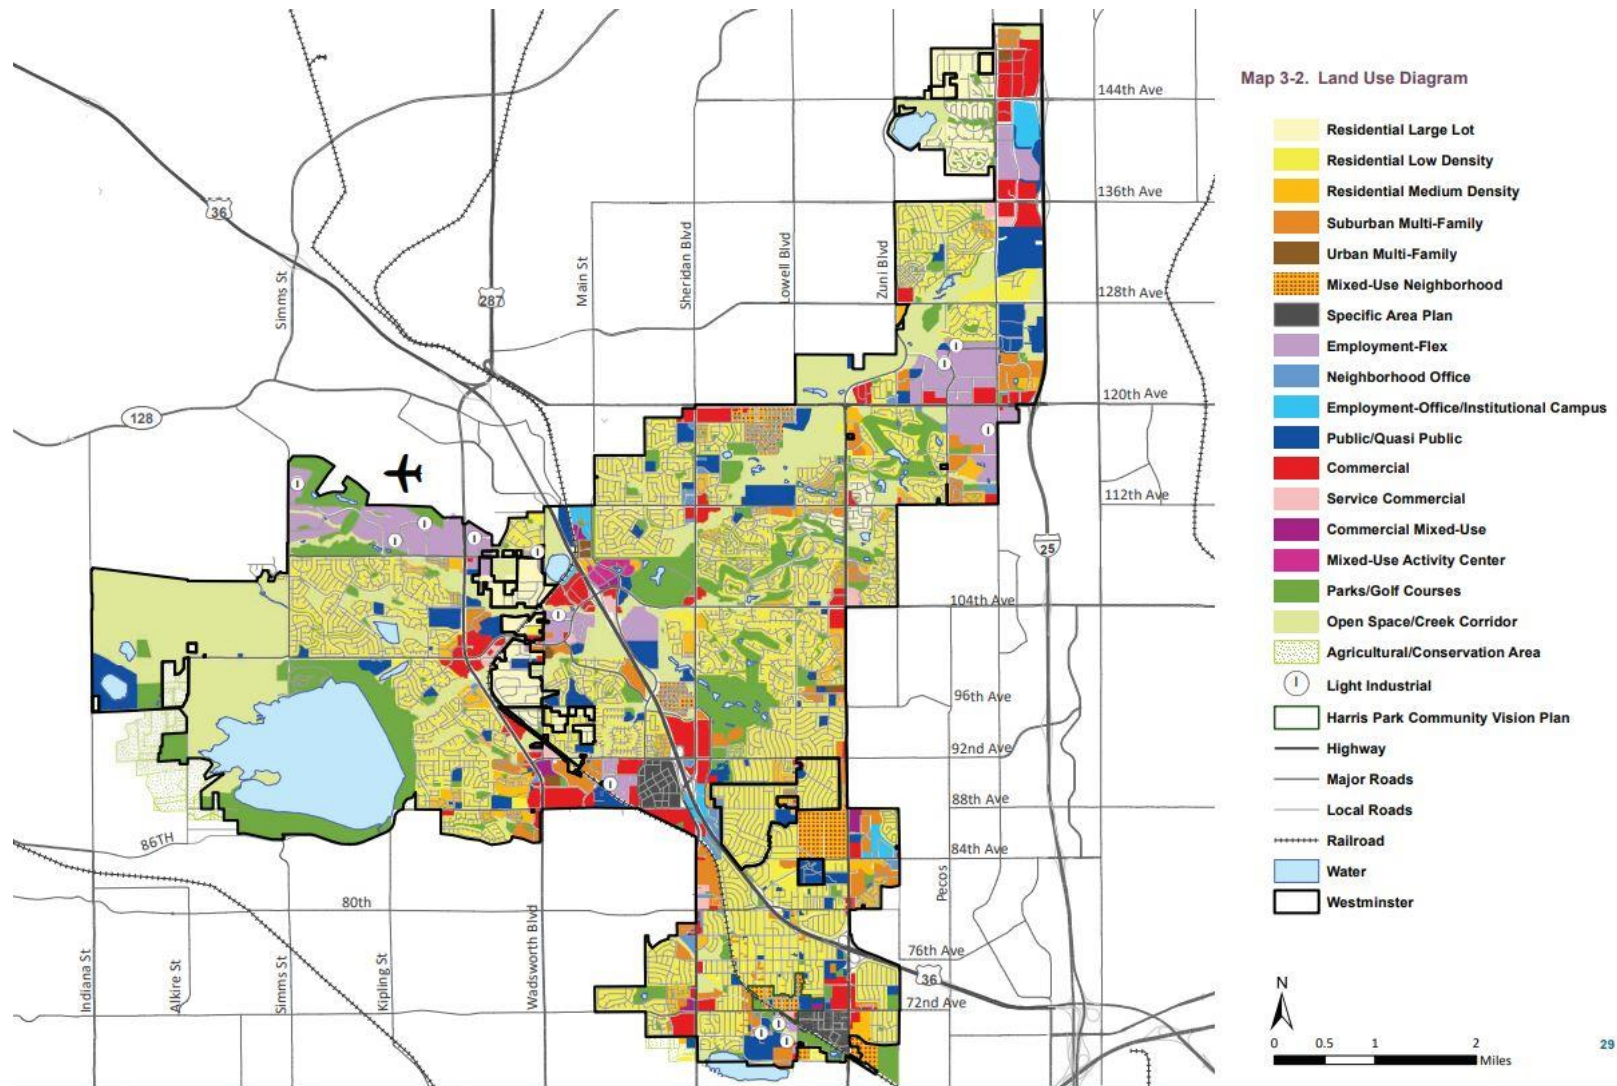 Map 3-2. Land Use Diagram
Residential Large Lot
Residential Low Density
Residential Medium Density
Suburban Multi-Family
Urban Multi-Family
Mixed-Use Neighborhood
Specific Area Plan
Employment-Flex
Neighborhood Office
Employment-Office/Institutional Campus
Public/Quasi Public
Commercial
Service Commercial
Commercial Mixed-Use
Mixed-Use Activity Center
Parks/Golf Courses
Open Space/Creek Corridor
Agricultural/Conservation Area
I
Light Industrial
Harris Park Community Vision Plan
Highway
Major Roads
Local Roads
Railroad
Water
Westminster
N
0 0.5 1 2
Miles
29
144th Ave
136th Ave
128th Ave
120th Ave
112th Ave
104th Ave
96th Ave
92nd Ave
88th Ave
84th Ave
76th Ave
72nd Ave
80th
86TH
36
287
128
25
36
Simms St
Main St
Sheridan Blvd
Lowell Blvd
Zuni Blvd
Indiana St
Alkire St
Simms St
Kipling St
Wadsworth Blvd
Pecos
I
I
I
I
I
I
I
I
I
I
I
I
I